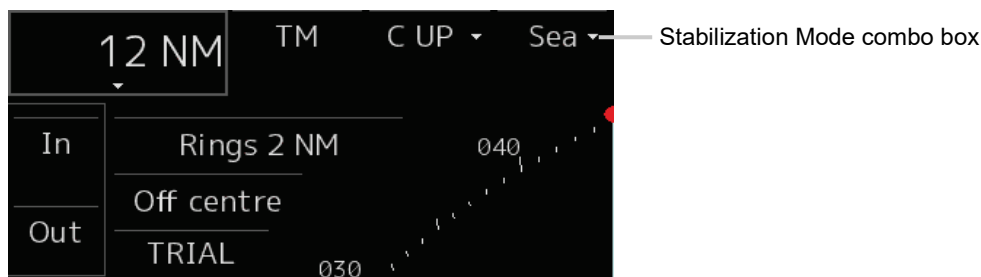 12 NM TM C UP Sea Stabilization Mode combo box
In Rings 2 NM 040
Off centre
Out
TRIAL
030